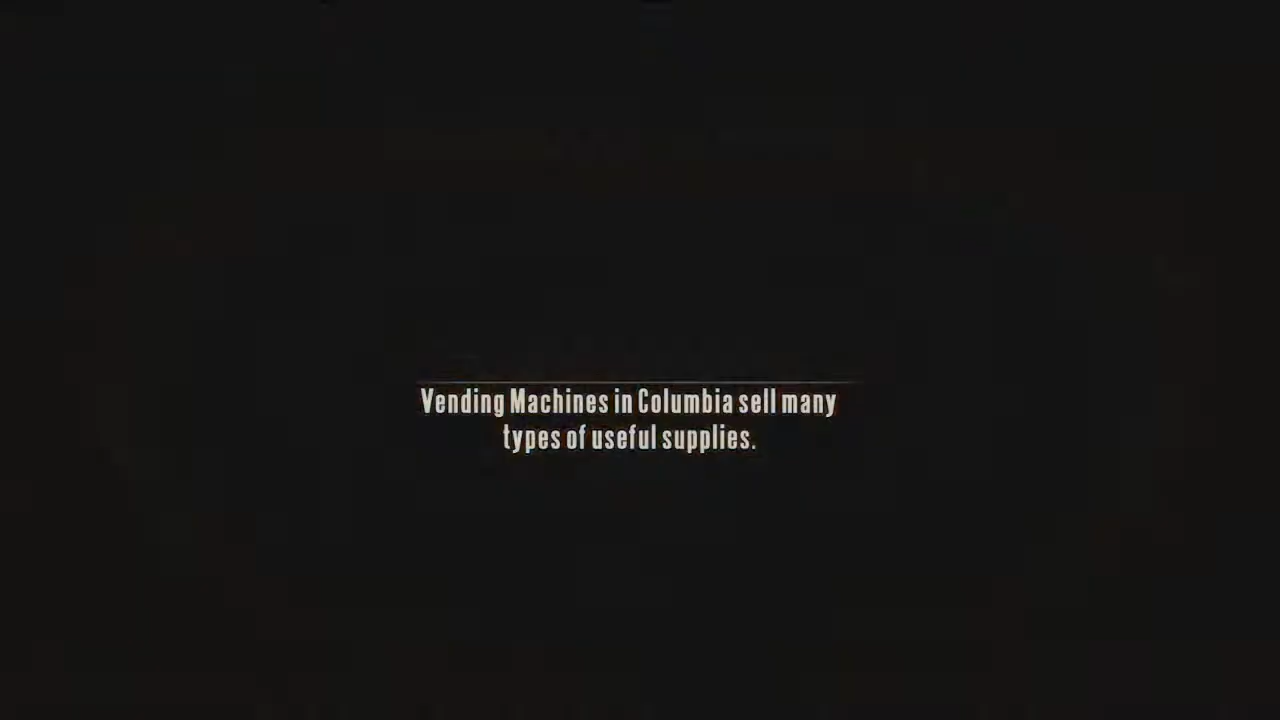 Vending Machines in Columbia sell many
types of useful supplies.